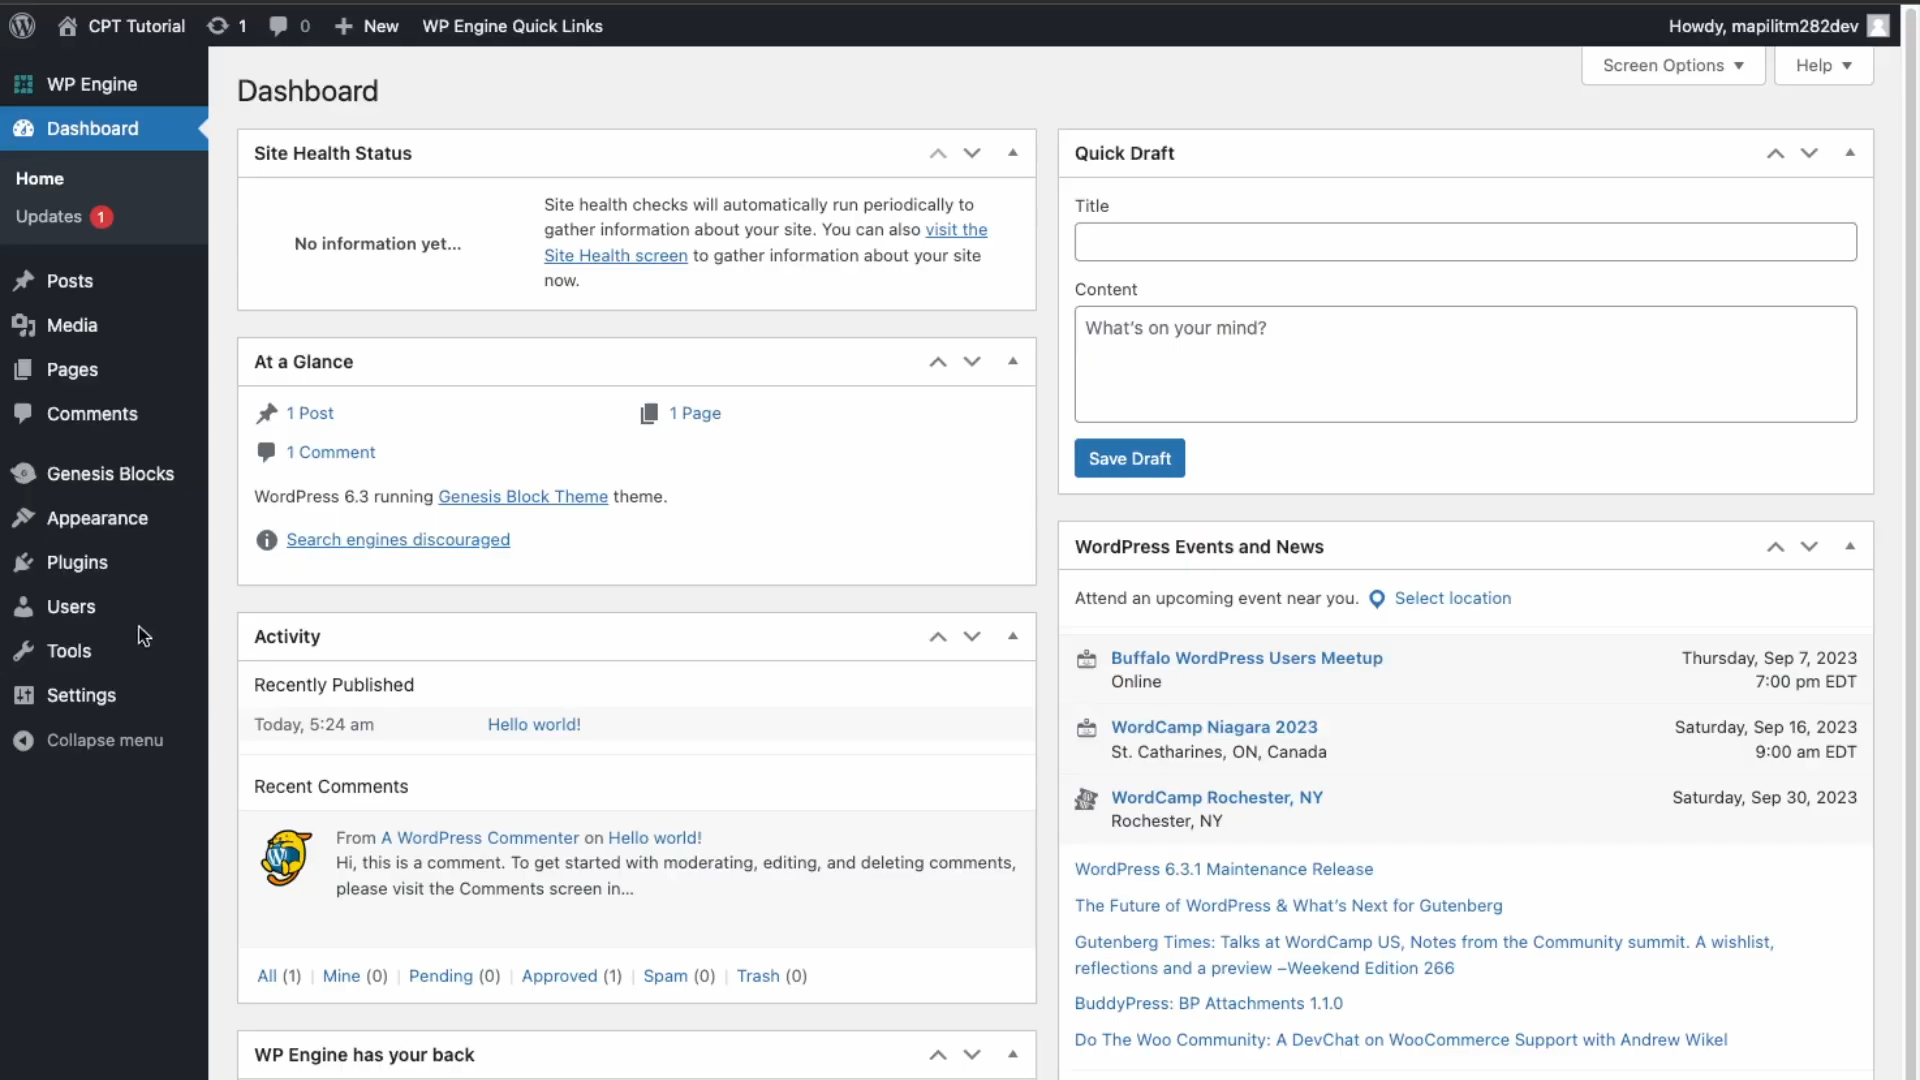 CPT Tutorial
1
0
New
WP Engine Quick Links
Howdy, mapilitm282dev
WP Engine
Dashboard
Home
Updates 1
Posts
Media
Pages
Comments
Genesis Blocks
Appearance
Plugins
Users
Tools
Settings
Collapse menu
Screen Options
Help
Dashboard
Site Health Status
No information yet...
Site health checks will automatically run periodically to
gather information about your site. You can also visit the
Site Health screen to gather information about your site
now.
At a Glance
1 Post
1 Page
1 Comment
WordPress 6.3 running Genesis Block Theme theme.
Search engines discouraged
Activity
Recently Published
Today, 5:24 am
Hello world!
Recent Comments
From A WordPress Commenter on Hello world!
Hi, this is a comment. To get started with moderating, editing, and deleting comments,
please visit the Comments screen in...
All (1) | Mine (0) | Pending (0) | Approved (1) | Spam (0) | Trash (0)
WP Engine has your back
Quick Draft
Title
Content
What's on your mind?
Save Draft
WordPress Events and News
Attend an upcoming event near you. Select location
Buffalo WordPress Users Meetup
Online
Thursday, Sep 7, 2023
7:00 pm EDT
WordCamp Niagara 2023
St. Catharines, ON, Canada
Saturday, Sep 16, 2023
9:00 am EDT
WordCamp Rochester, NY
Rochester, NY
Saturday, Sep 30, 2023
WordPress 6.3.1 Maintenance Release
The Future of WordPress & What's Next for Gutenberg
Gutenberg Times: Talks at WordCamp US, Notes from the Community summit. A wishlist,
reflections and a preview –Weekend Edition 266
BuddyPress: BP Attachments 1.1.0
Do The Woo Community: A DevChat on WooCommerce Support with Andrew Wikel